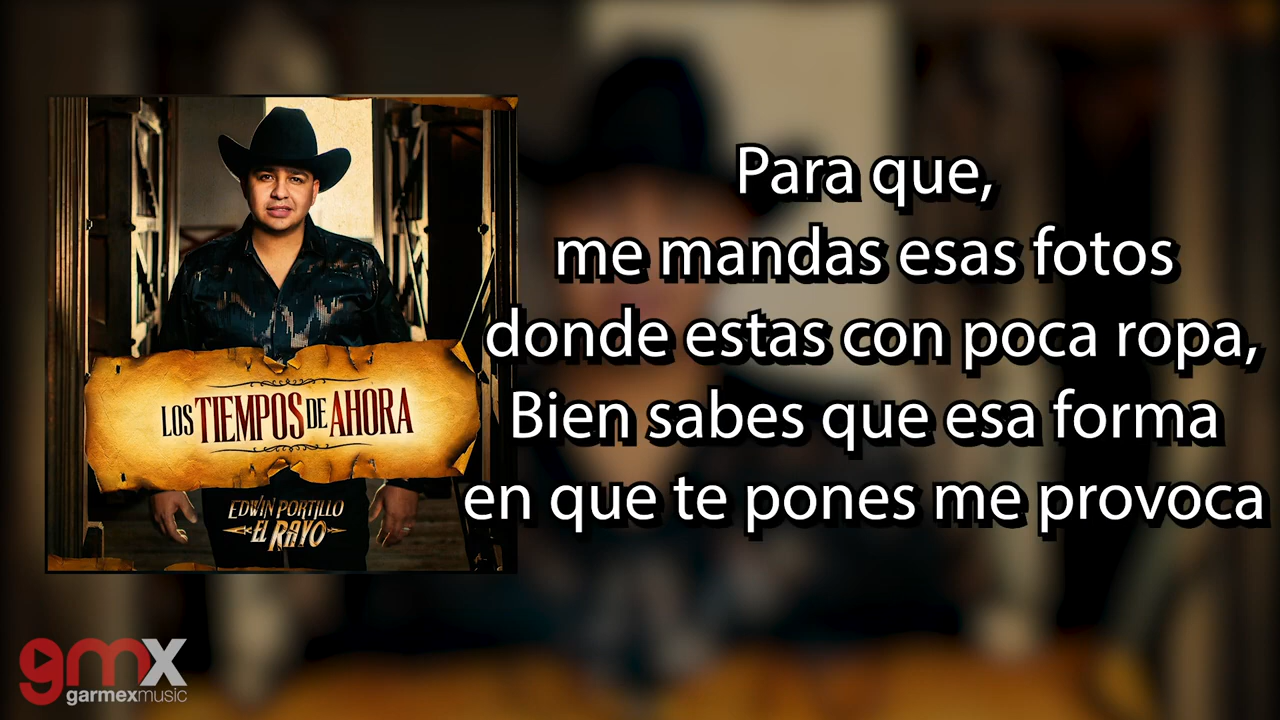 LOS TIEMPOS DE AHORA
EDWIN PORTILLO
EL RAYO
Para que,
me mandas esas fotos
donde estas con poca ropa,
Bien sabes que esa forma
en que te pones me provoca
gmx
garmexmusic